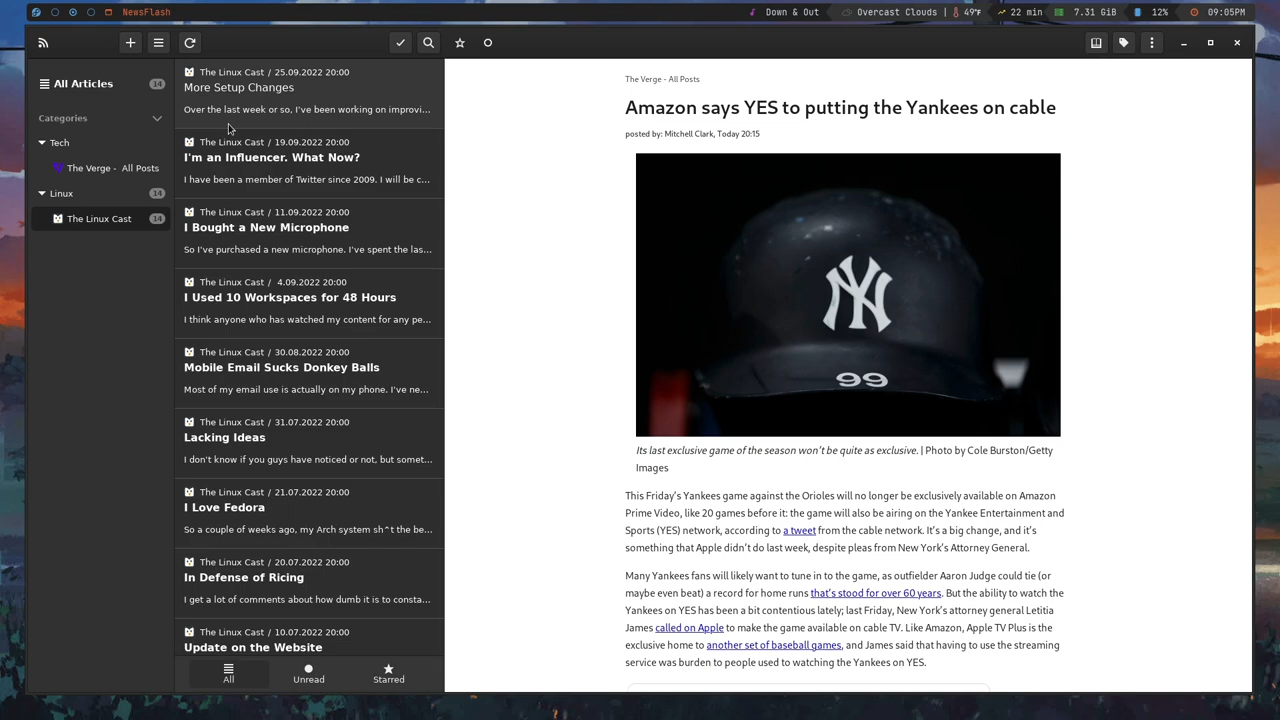 NewsFlash
Down & Out
Overcast Clouds | 49°F
22 min
7.31 GiB
12%
09:05PM
All Articles 14
Categories
Tech
The Verge - All Posts
Linux 14
The Linux Cast 14
The Linux Cast / 25.09.2022 20:00
More Setup Changes
Over the last week or so, I've been working on improvi...
The Linux Cast / 19.09.2022 20:00
I'm an Influencer. What Now?
I have been a member of Twitter since 2009. I will be c...
The Linux Cast / 11.09.2022 20:00
I Bought a New Microphone
So I've purchased a new microphone. I've spent the las...
The Linux Cast / 4.09.2022 20:00
I Used 10 Workspaces for 48 Hours
I think anyone who has watched my content for any pe...
The Linux Cast / 30.08.2022 20:00
Mobile Email Sucks Donkey Balls
Most of my email use is actually on my phone. I've ne...
The Linux Cast / 31.07.2022 20:00
Lacking Ideas
I don't know if you guys have noticed or not, but somet...
The Linux Cast / 21.07.2022 20:00
I Love Fedora
So a couple of weeks ago, my Arch system sh^t the be...
The Linux Cast / 20.07.2022 20:00
In Defense of Ricing
I get a lot of comments about how dumb it is to consta...
The Linux Cast / 10.07.2022 20:00
Update on the Website
All
Unread
Starred
The Verge - All Posts
Amazon says YES to putting the Yankees on cable
posted by: Mitchell Clark, Today 20:15
NY
99
Its last exclusive game of the season won't be quite as exclusive. | Photo by Cole Burston/Getty
Images
This Friday's Yankees game against the Orioles will no longer be exclusively available on Amazon
Prime Video, like 20 games before it: the game will also be airing on the Yankee Entertainment and
Sports (YES) network, according to a tweet from the cable network. It's a big change, and it's
something that Apple didn't do last week, despite pleas from New York's Attorney General.
Many Yankees fans will likely want to tune in to the game, as outfielder Aaron Judge could tie (or
maybe even beat) a record for home runs that's stood for over 60 years. But the ability to watch the
Yankees on YES has been a bit contentious lately; last Friday, New York's attorney general Letitia
James called on Apple to make the game available on cable TV. Like Amazon, Apple TV Plus is the
exclusive home to another set of baseball games, and James said that having to use the streaming
service was burden to people used to watching the Yankees on YES.